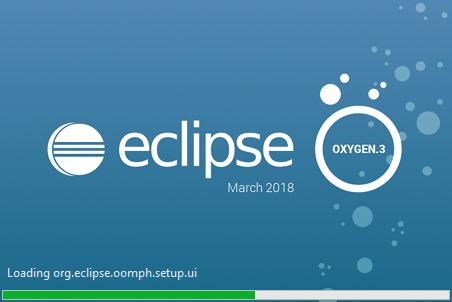 eclipse
OXYGEN.3
March 2018
Loading org.eclipse.oomph.setup.ui